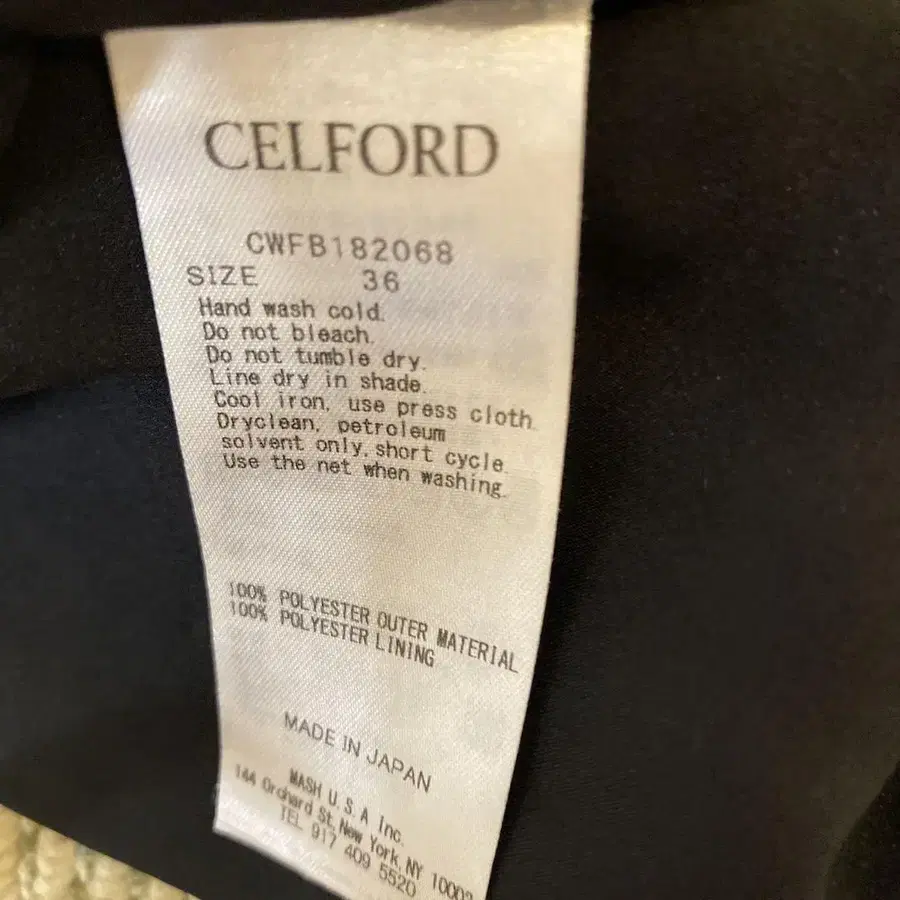 CELFORD
CWFB182068
SIZE 36
Hand wash cold.
Do not bleach.
Do not tumble dry.
Line dry in shade.
Cool iron, use press cloth.
Dryclean, petroleum
solvent only, short cycle.
Use the net when washing.
100% POLYESTER OUTER MATERIAL
100% POLYESTER LINING
MADE IN JAPAN
MASH U.S.A Inc.
144 Orchard St, New York, NY 10002
TEL 917 409 5520